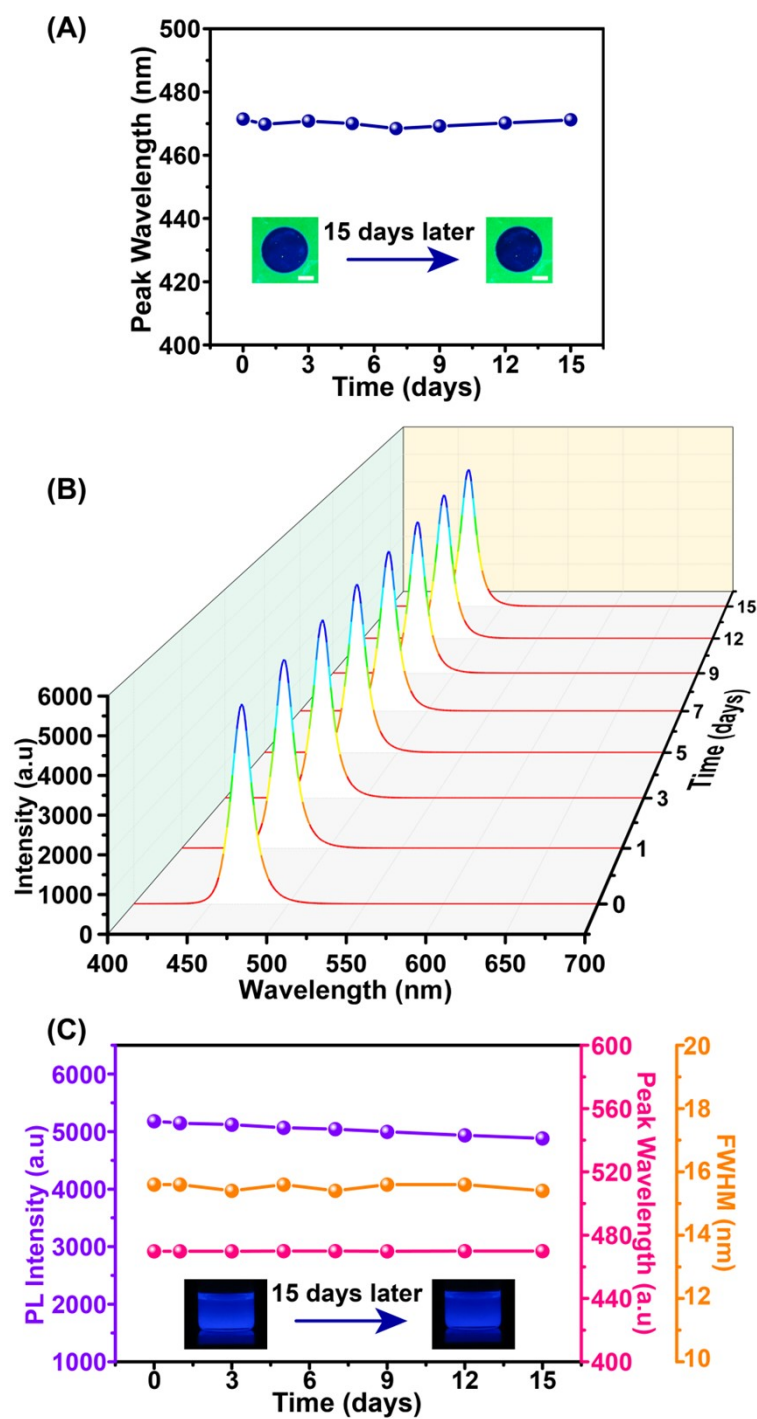 (A)
500
480
460
440
420
400
Peak Wavelength (nm)
15 days later
0 3 6 9 12 15
Time (days)
(B)
6000
5000
4000
3000
2000
1000
0
Intensity (a.u)
400 450 500 550 600 650 700
Wavelength (nm)
15
12
9
7
5
3
1
0
Time (days)
(C)
6000
5000
4000
3000
2000
1000
PL Intensity (a.u)
600
560
520
480
440
400
Peak Wavelength (a.u)
20
18
16
14
12
10
FWHM (nm)
15 days later
0 3 6 9 12 15
Time (days)